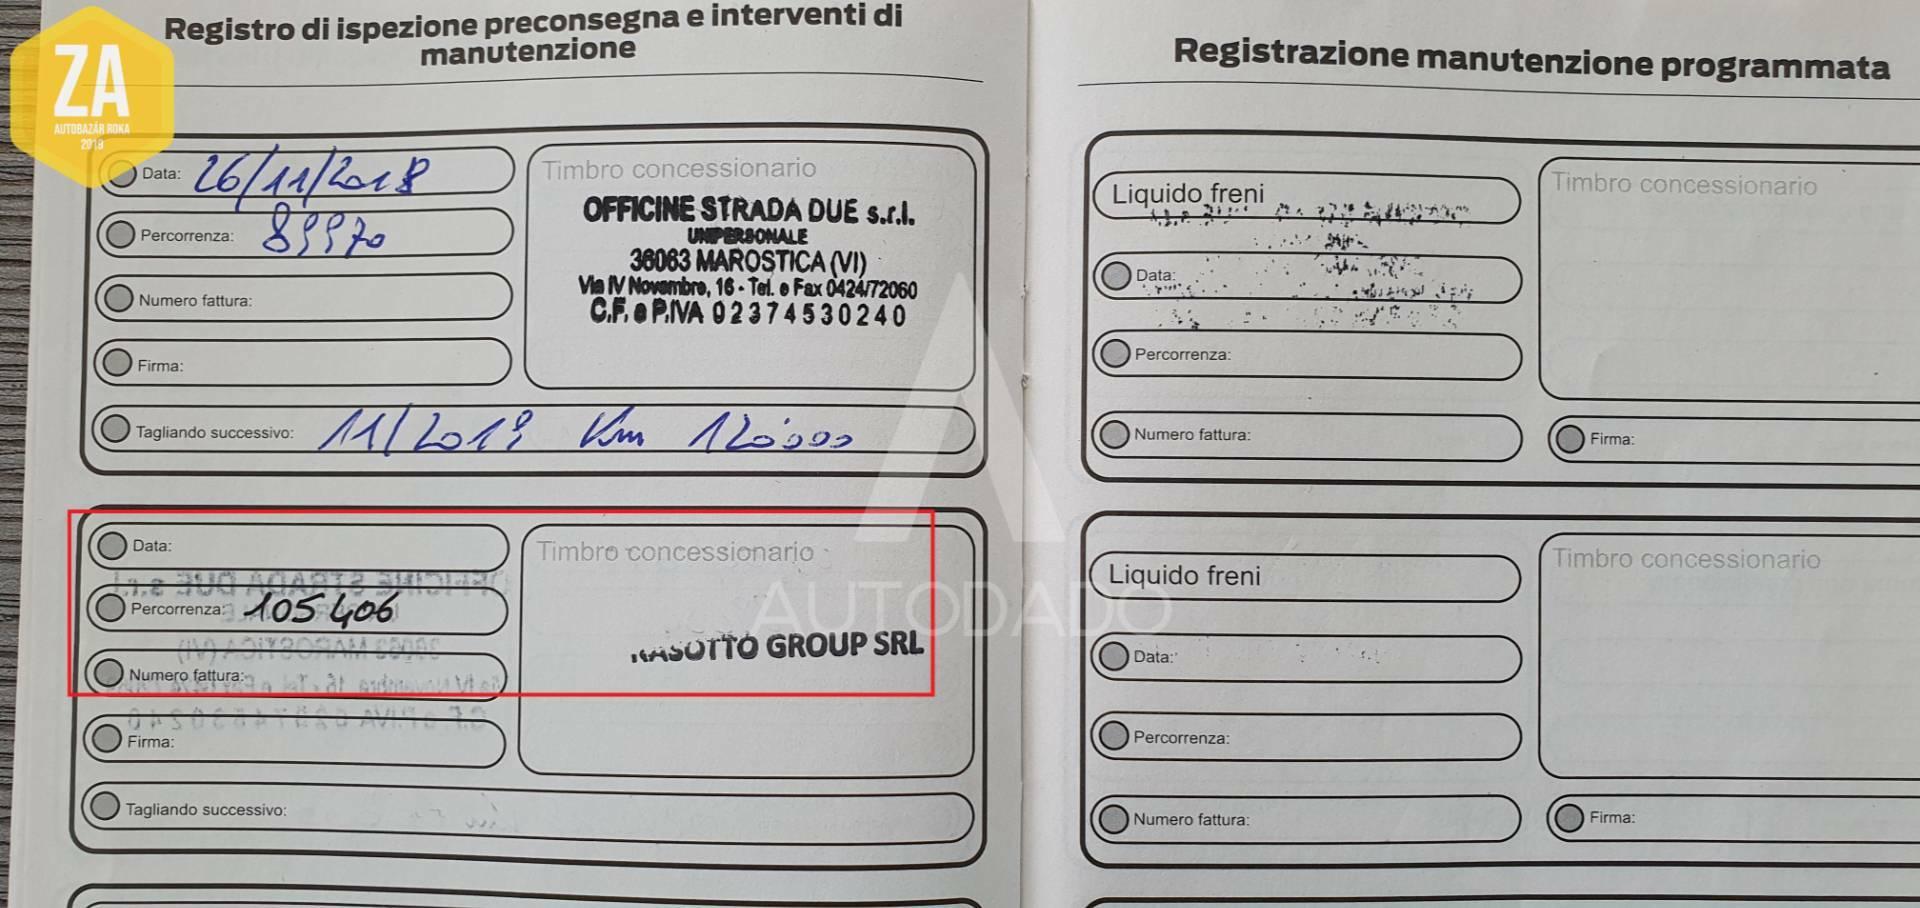 ZA
AUTOBAZÁR ROKA
2019
Registro di ispezione preconsegna e interventi di
manutenzione
Data: 26/11/2018
Percorrenza: 89970
Numero fattura:
Firma:
Tagliando successivo: 11/2019 Km 120.000
Timbro concessionario
OFFICINE STRADA DUE s.r.l.
UNIPERSONALE
36063 MAROSTICA (VI)
Via IV Novembre, 16 - Tel. e Fax 0424/72060
C.F. e P.IVA 02374530240
Data:
Percorrenza: 105406
Numero fattura:
Firma:
Tagliando successivo:
Timbro concessionario
GROUP SRL
AUTODADO
Registrazione manutenzione programmata
Liquido freni
Data:
Percorrenza:
Numero fattura:
Timbro concessionario
Firma:
Liquido freni
Data:
Percorrenza:
Numero fattura:
Timbro concessionario
Firma: